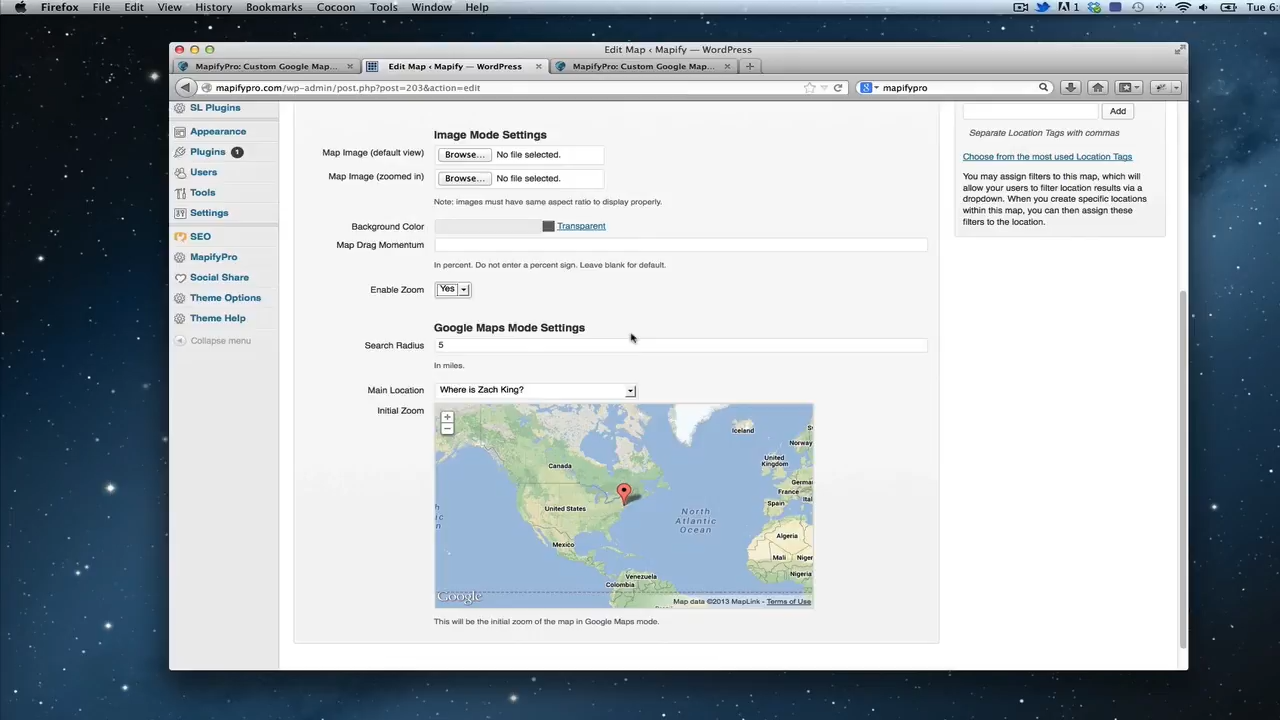 Firefox File Edit View History Bookmarks Cocoon Tools Window Help 1 Tue 6:
Edit Map ‹ Mapify — WordPress
MapifyPro: Custom Google Map... Edit Map ‹ Mapify — WordPress MapifyPro: Custom Google Map...
mapifypro.com/wp-admin/post.php?post=203&action=edit mapifypro
SL Plugins
Appearance
Plugins 1
Users
Tools
Settings
SEO
MapifyPro
Social Share
Theme Options
Theme Help
Collapse menu
Image Mode Settings
Map Image (default view) Browse... No file selected.
Map Image (zoomed in) Browse... No file selected.
Note: images must have same aspect ratio to display properly.
Background Color Transparent
Map Drag Momentum
In percent. Do not enter a percent sign. Leave blank for default.
Enable Zoom Yes
Google Maps Mode Settings
Search Radius 5
In miles.
Main Location Where is Zach King?
Initial Zoom
Iceland
Norway
Canada
United Kingdom
France
United States
Spain
North Atlantic Ocean
Algeria
Mexico
Mali
Nigeria
Venezuela
Colombia
Google Map data ©2013 MapLink - Terms of Use
This will be the initial zoom of the map in Google Maps mode.
Add
Separate Location Tags with commas
Choose from the most used Location Tags
You may assign filters to this map, which will
allow your users to filter location results via a
dropdown. When you create specific locations
within this map, you can then assign these
filters to the location.